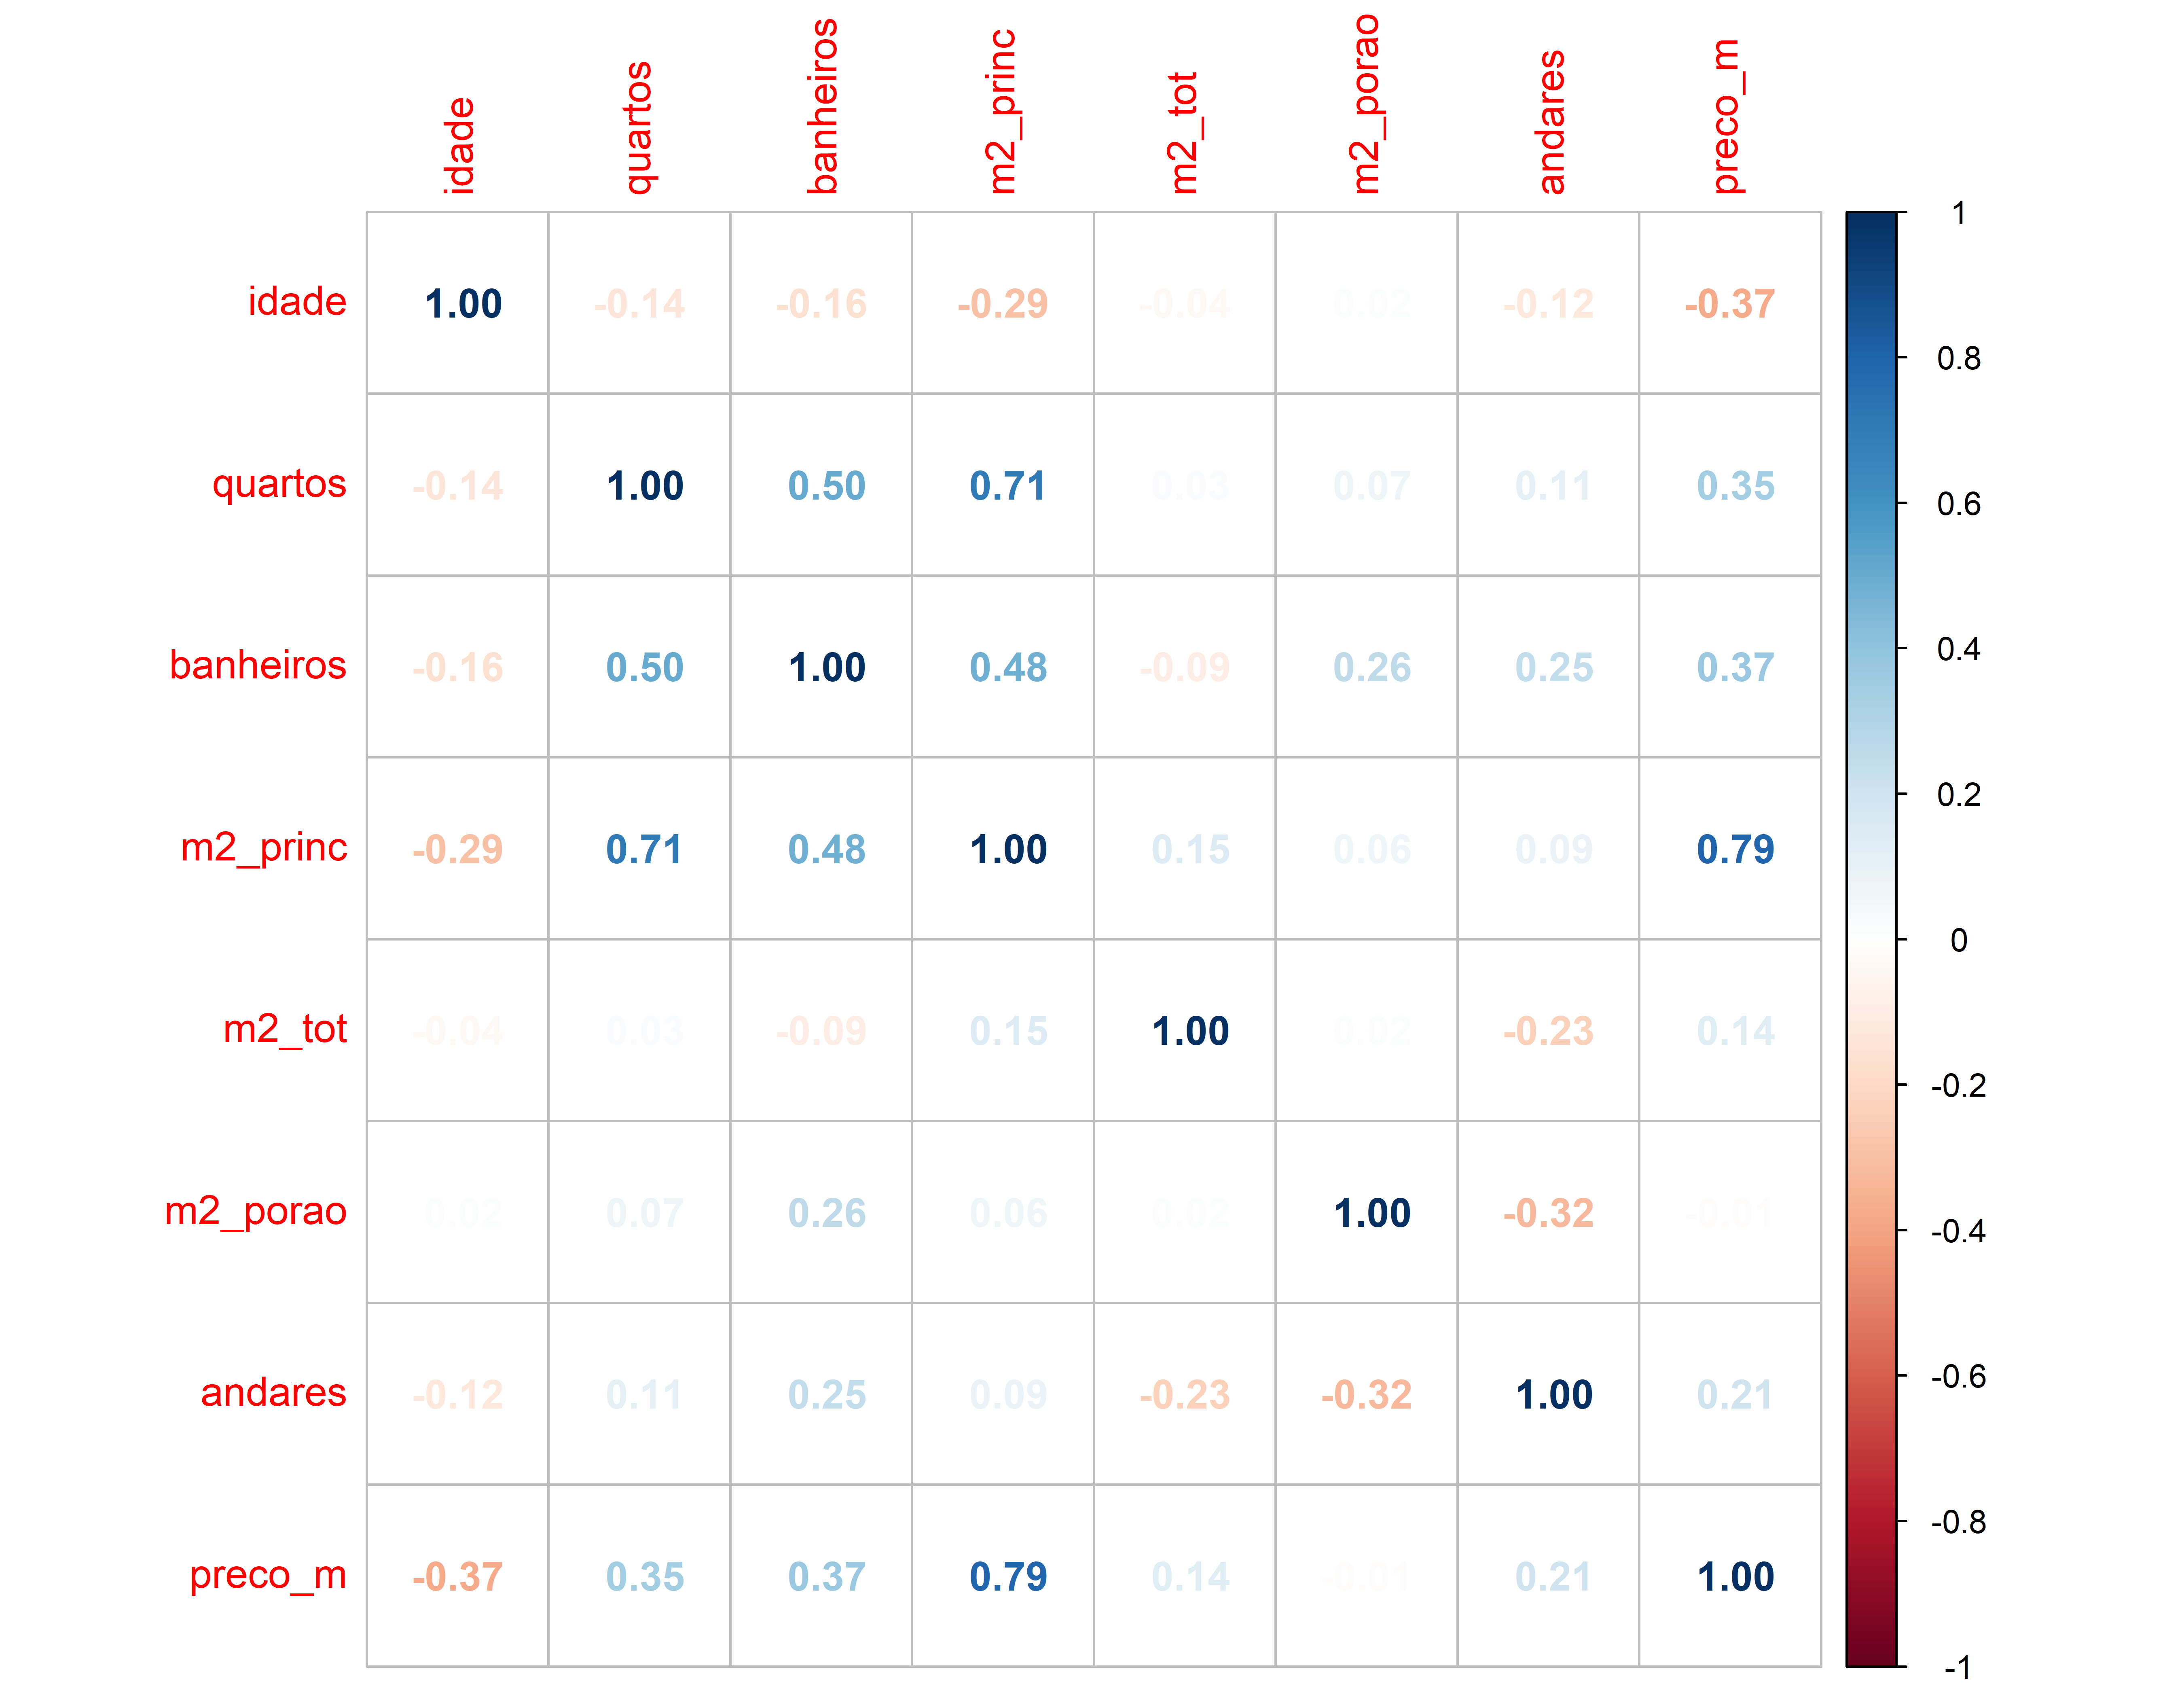 idade quartos banheiros m2_princ m2_tot m2_porao andares preco_m
idade 1.00 -0.14 -0.16 -0.29 -0.04 0.02 -0.12 -0.37
quartos -0.14 1.00 0.50 0.71 0.03 0.07 0.11 0.35
banheiros -0.16 0.50 1.00 0.48 -0.09 0.26 0.25 0.37
m2_princ -0.29 0.71 0.48 1.00 0.15 0.06 0.09 0.79
m2_tot -0.04 0.03 -0.09 0.15 1.00 0.02 -0.23 0.14
m2_porao 0.02 0.07 0.26 0.06 0.02 1.00 -0.32 -0.01
andares -0.12 0.11 0.25 0.09 -0.23 -0.32 1.00 0.21
preco_m -0.37 0.35 0.37 0.79 0.14 -0.01 0.21 1.00
1
0.8
0.6
0.4
0.2
0
-0.2
-0.4
-0.6
-0.8
-1